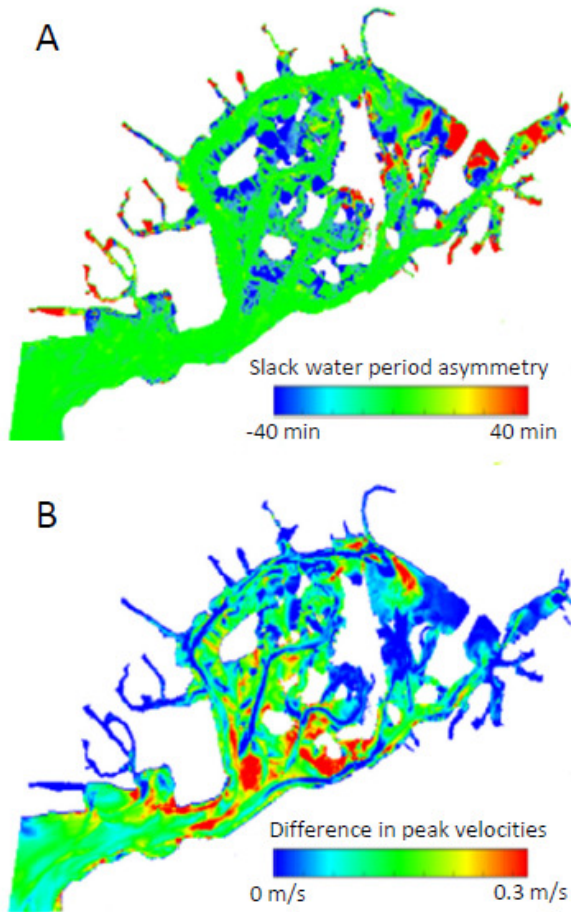 A
Slack water period asymmetry
-40 min 40 min
B
Difference in peak velocities
0 m/s 0.3 m/s